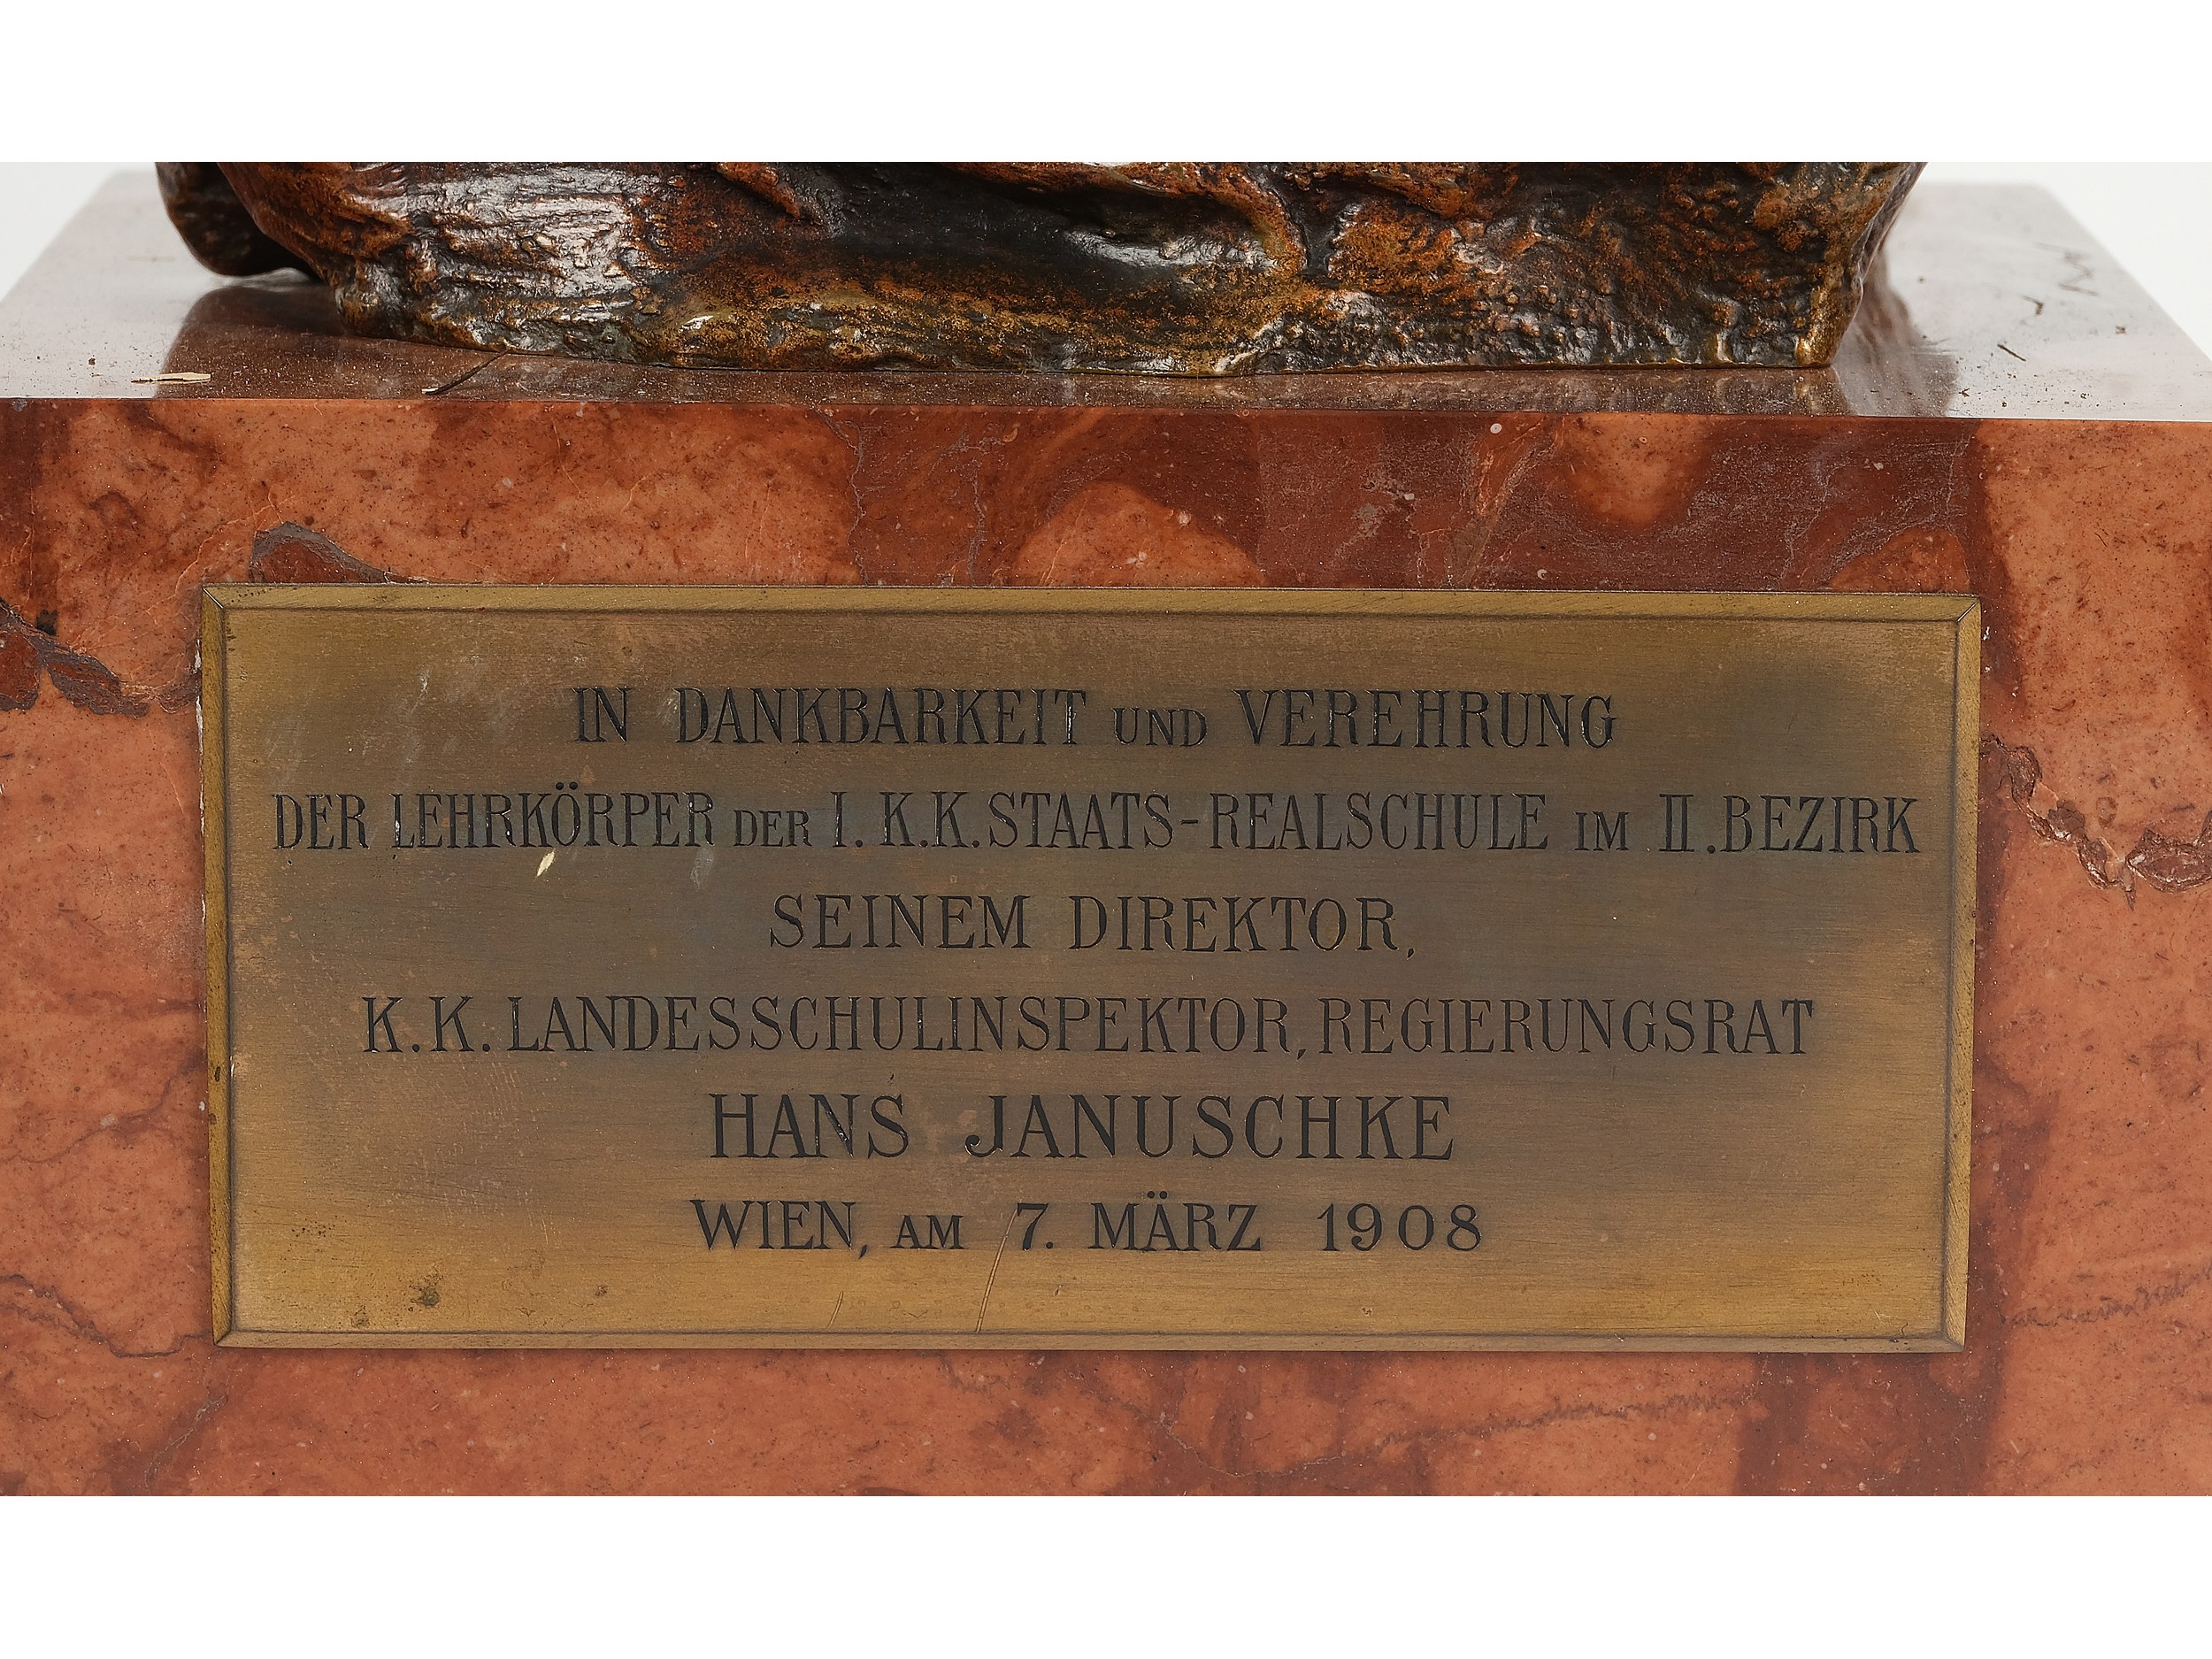 IN DANKBARKEIT UND VEREHRUNG
DER LEHRKÖRPER DER I. K.K. STAATS-REALSCHULE IM II. BEZIRK
SEINEM DIREKTOR,
K.K. LANDESSCHULINSPEKTOR, REGIERUNGSRAT
HANS JANUSCHKE
WIEN, AM 7. MÄRZ 1908